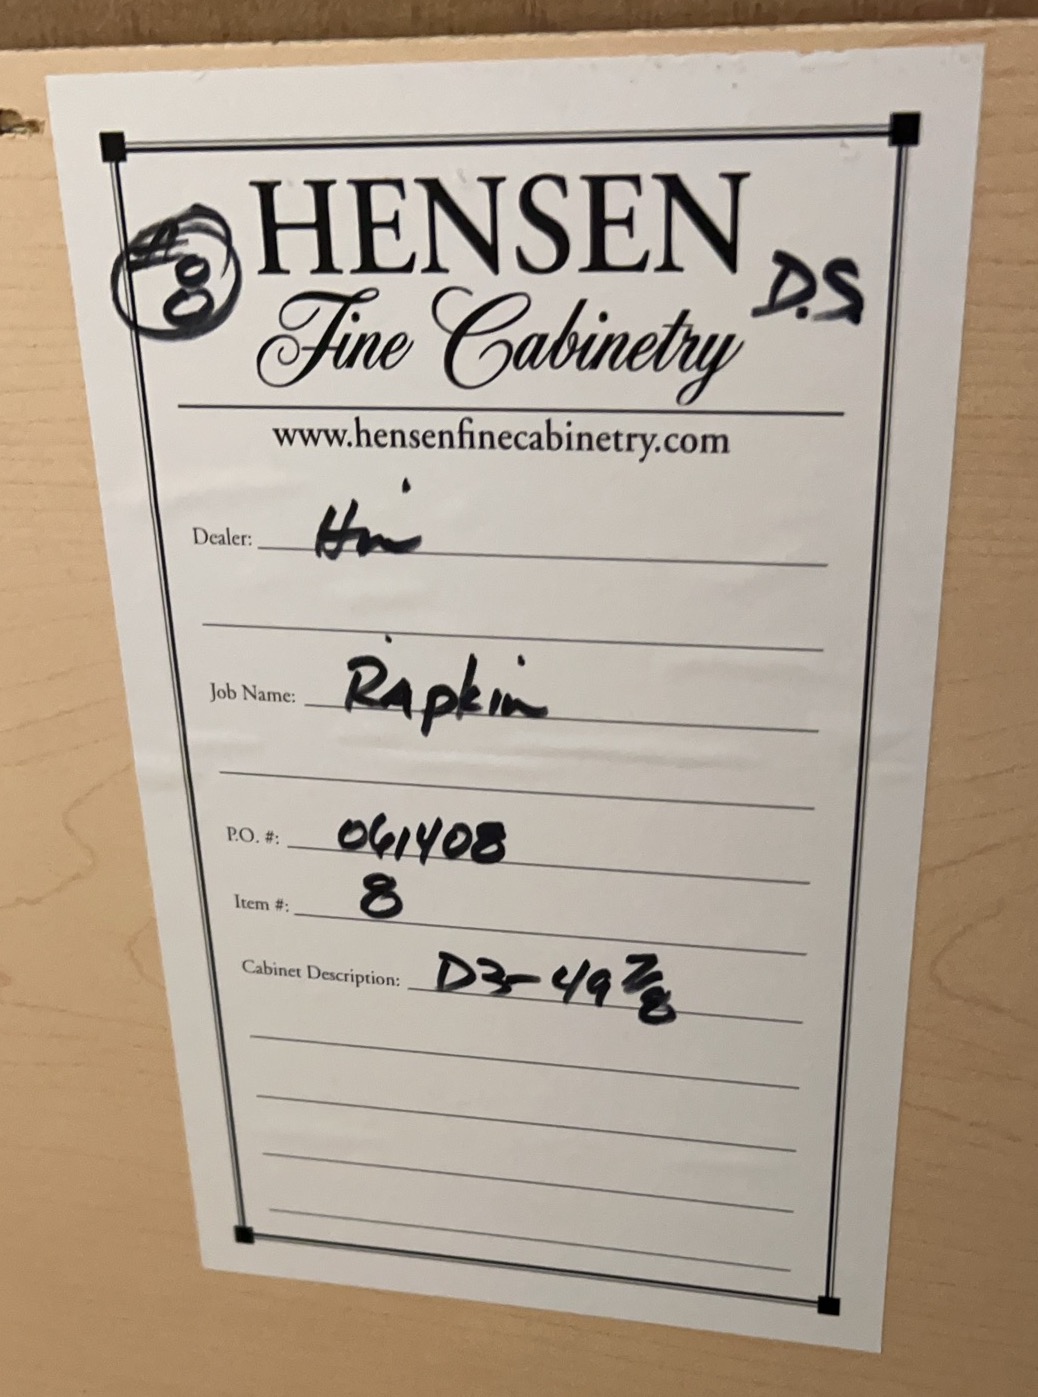 HENSEN
#8
D.S
Fine Cabinetry
www.hensenfinecabinetry.com
Dealer:
Job Name: Rapkin
P.O. #: 061408
Item #: 8
Cabinet Description: D3-49 7/8